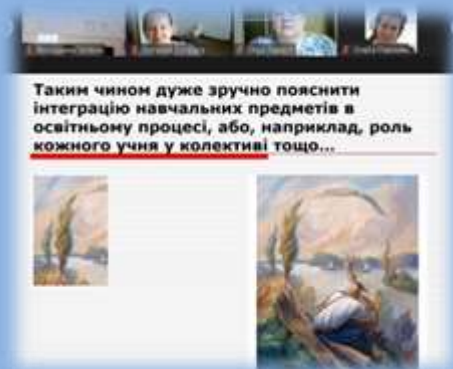 Таким чином дуже зручно пояснити
інтеграцію навчальних предметів в
освітньому процесі, або, наприклад, роль
кожного учня у колективі тощо...